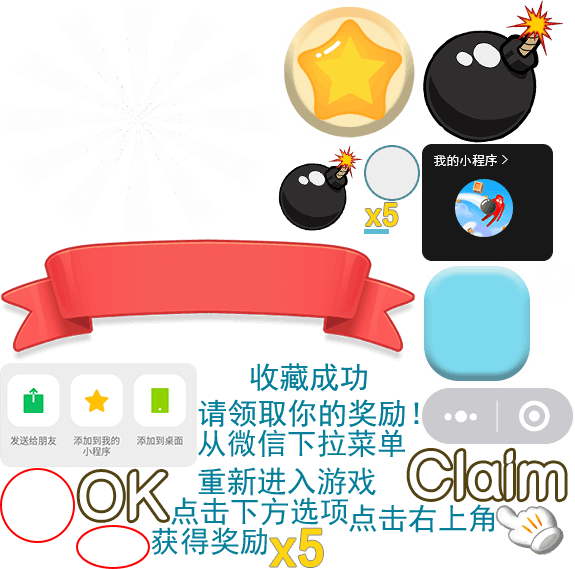 x5
我的小程序 >
收藏成功
请领取你的奖励！
从微信下拉菜单
发送给朋友
添加到我的
小程序
添加到桌面
重新进入游戏
OK
Claim
点击下方选项
点击右上角
获得奖励
x5